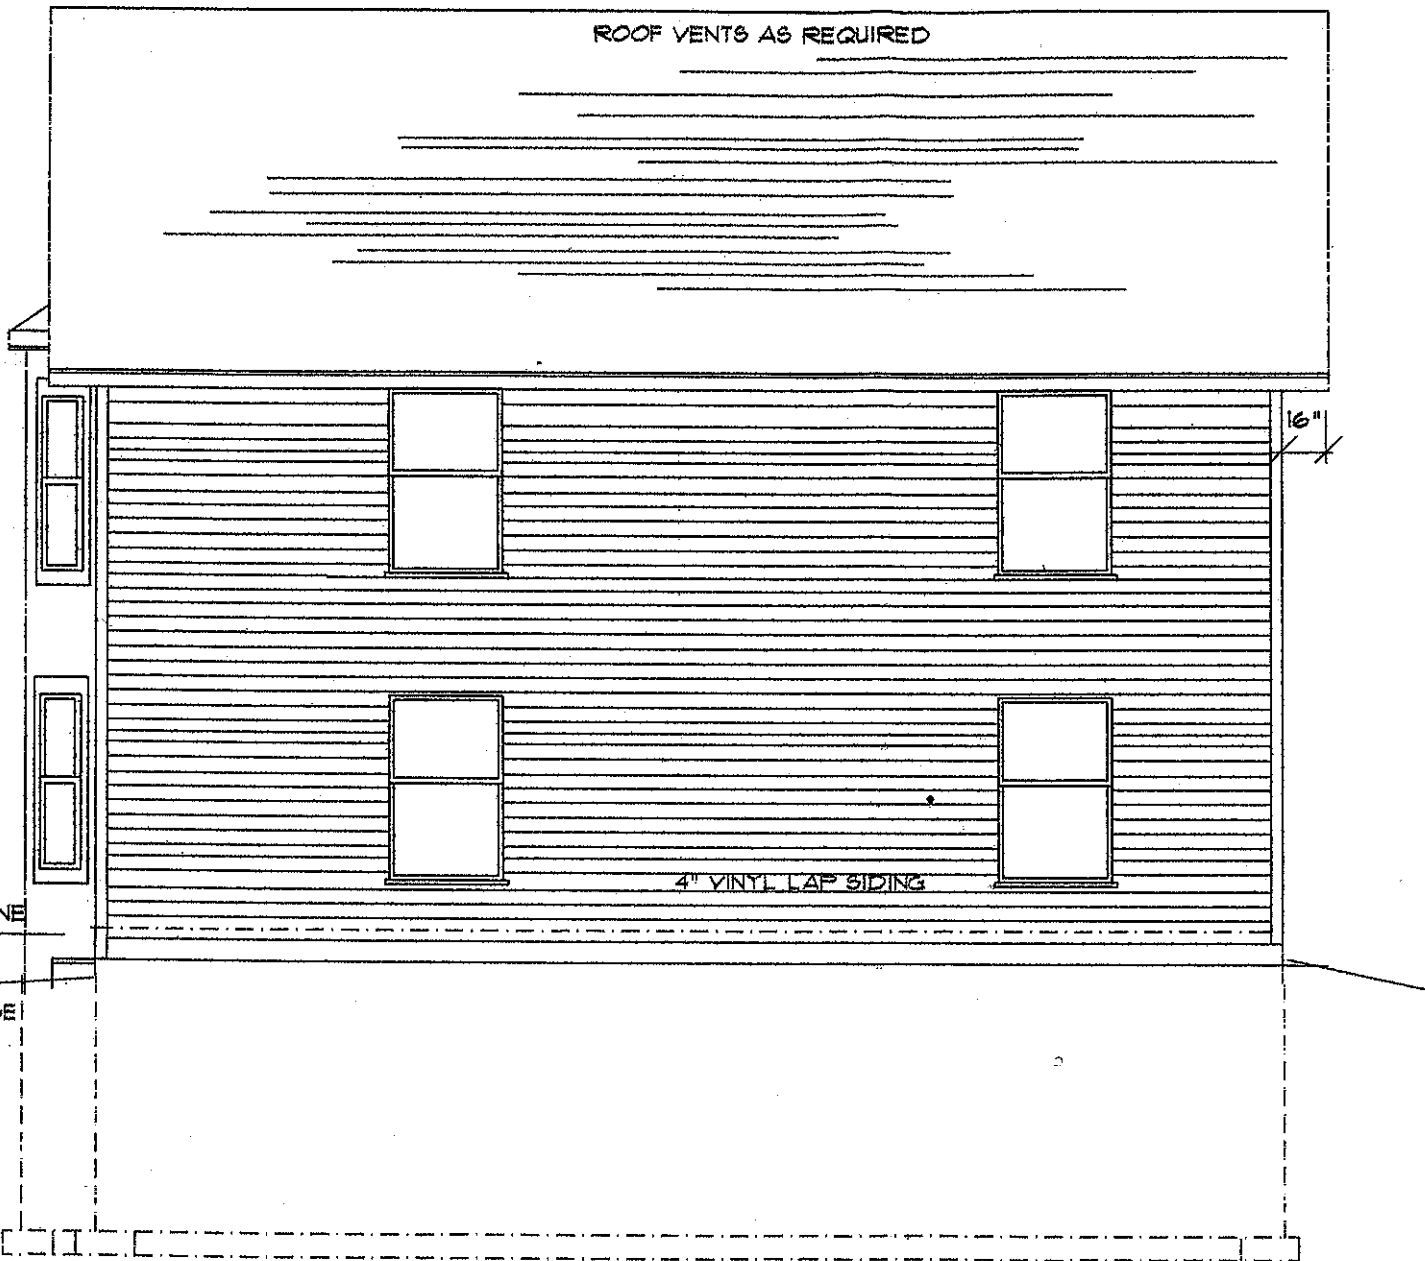 ROOF VENTS AS REQUIRED
16"
4" VINYL LAP SIDING